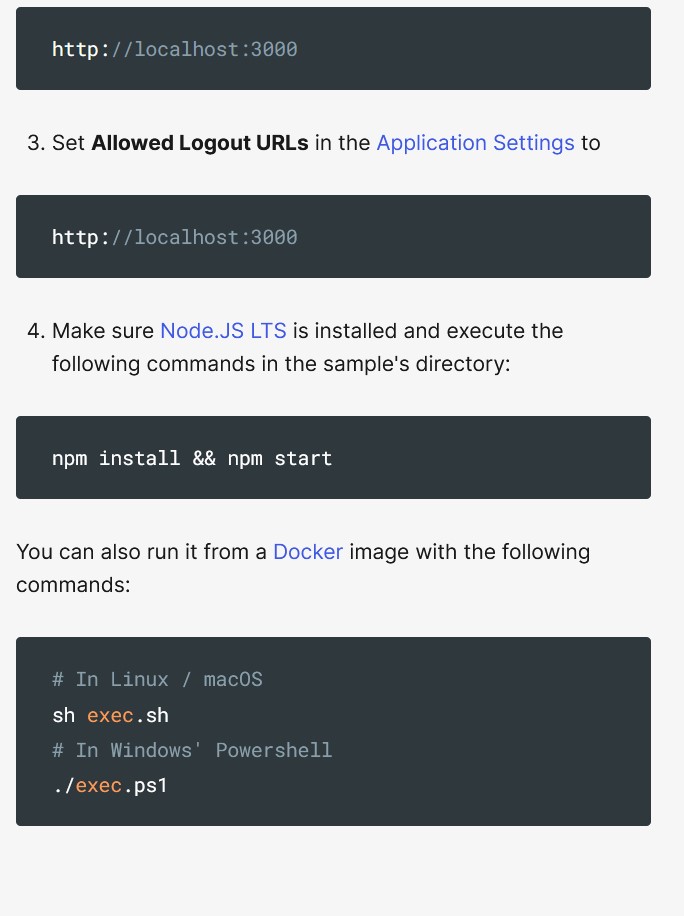 http://localhost:3000
3. Set Allowed Logout URLs in the Application Settings to
http://localhost:3000
4. Make sure Node.JS LTS is installed and execute the
following commands in the sample's directory:
npm install && npm start
You can also run it from a Docker image with the following
commands:
# In Linux / macOS
sh exec.sh
# In Windows' Powershell
./exec.ps1